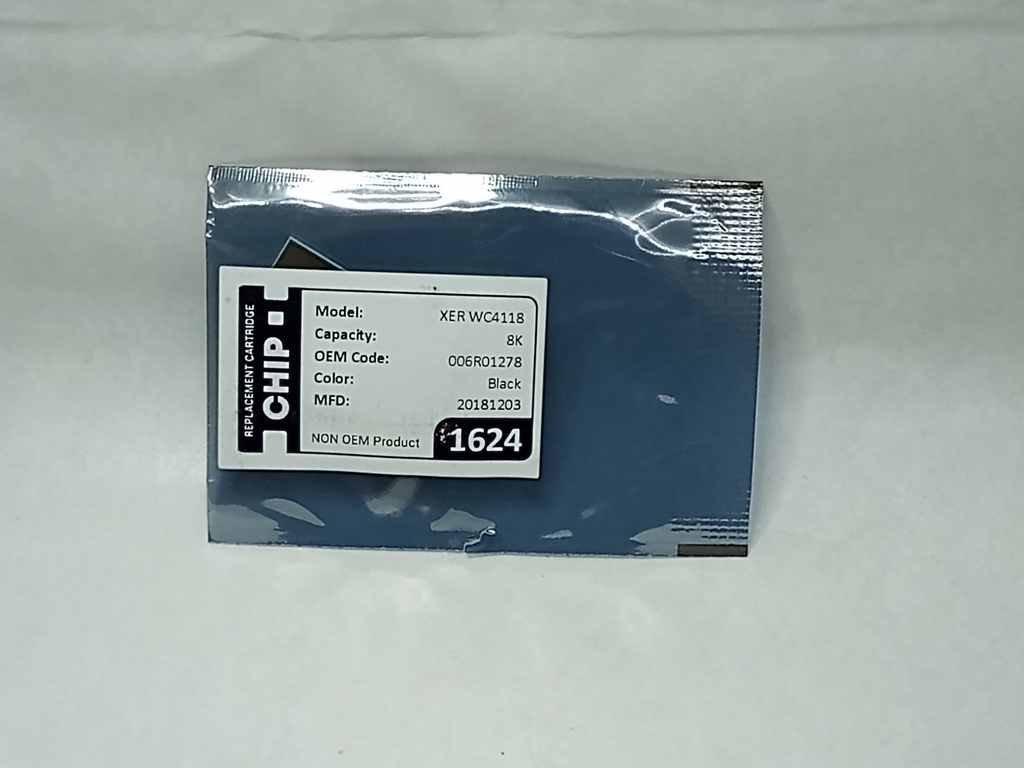 REPLACEMENT CARTRIDGE
CHIP
Model: XER WC4118
Capacity: 8K
OEM Code: 006R01278
Color: Black
MFD: 20181203
NON OEM Product 1624